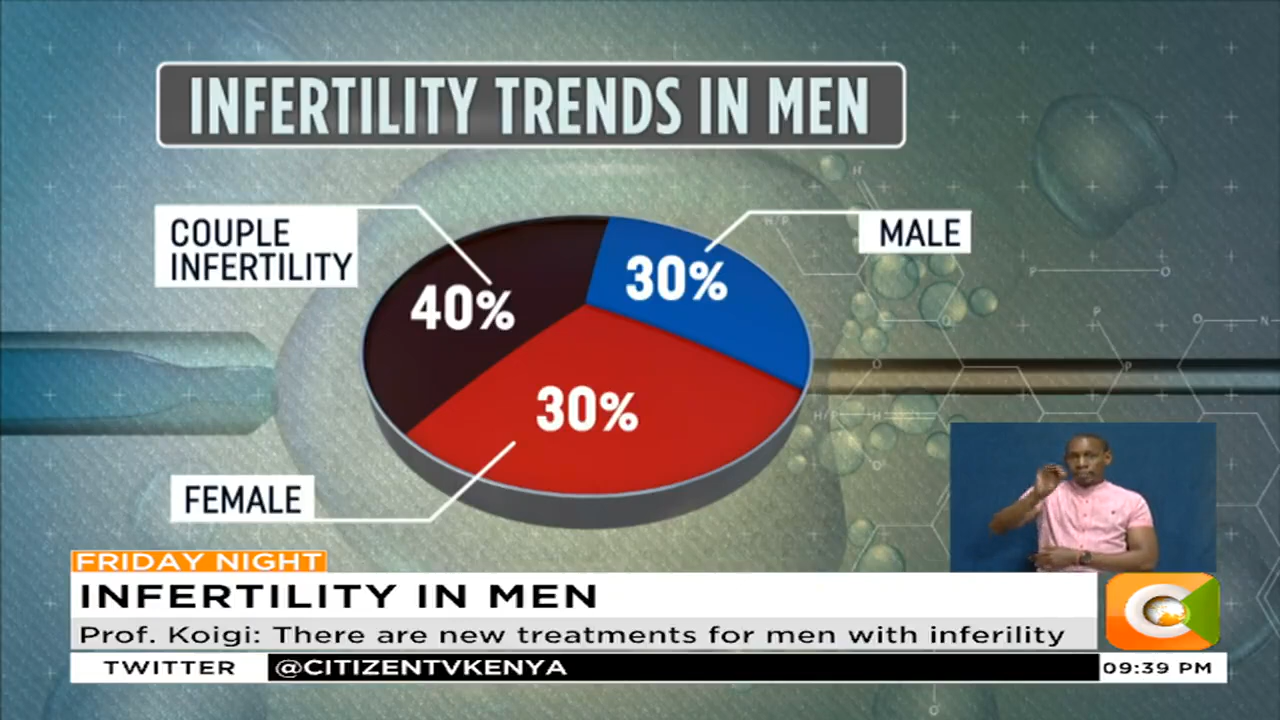 INFERTILITY TRENDS IN MEN
COUPLE
INFERTILITY
40%
30%
MALE
30%
FEMALE
H
H/P
P
O
P
O
N
O
O
P
H/P
H
O
O
FRIDAY NIGHT
INFERTILITY IN MEN
Prof. Koigi: There are new treatments for men with inferility
TWITTER
@CITIZENTVKENYA
09:39 PM